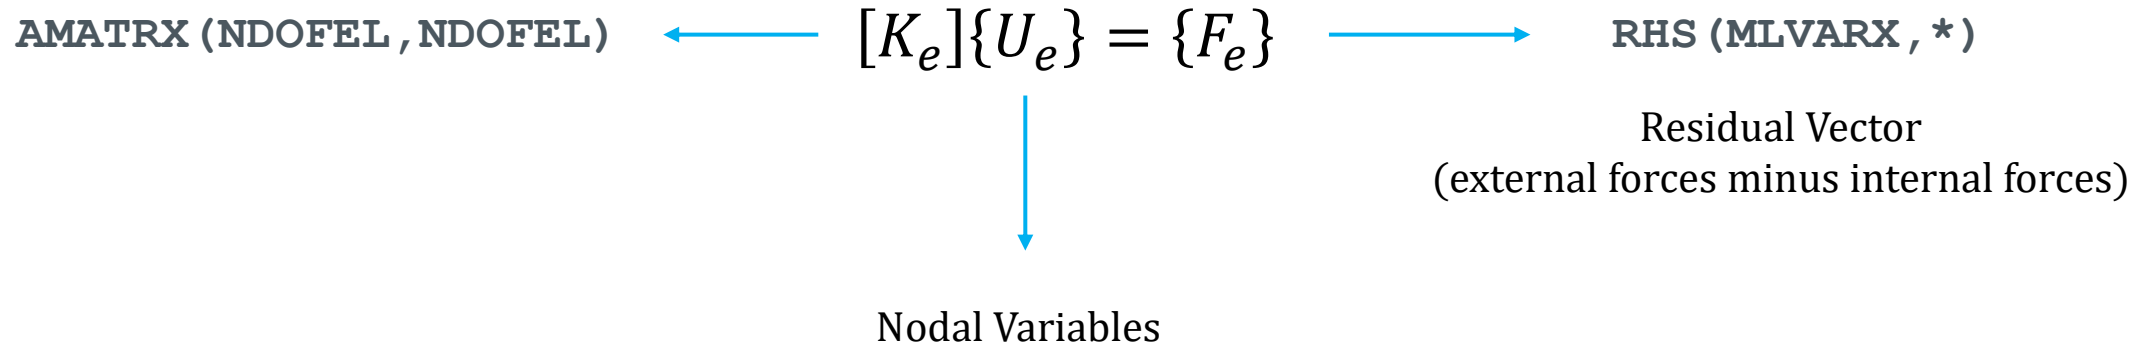 AMATRX(NDOFEL,NDOFEL)
[K_e]{U_e} = {F_e}
RHS(MLVARX,*)
Residual Vector
(external forces minus internal forces)
Nodal Variables